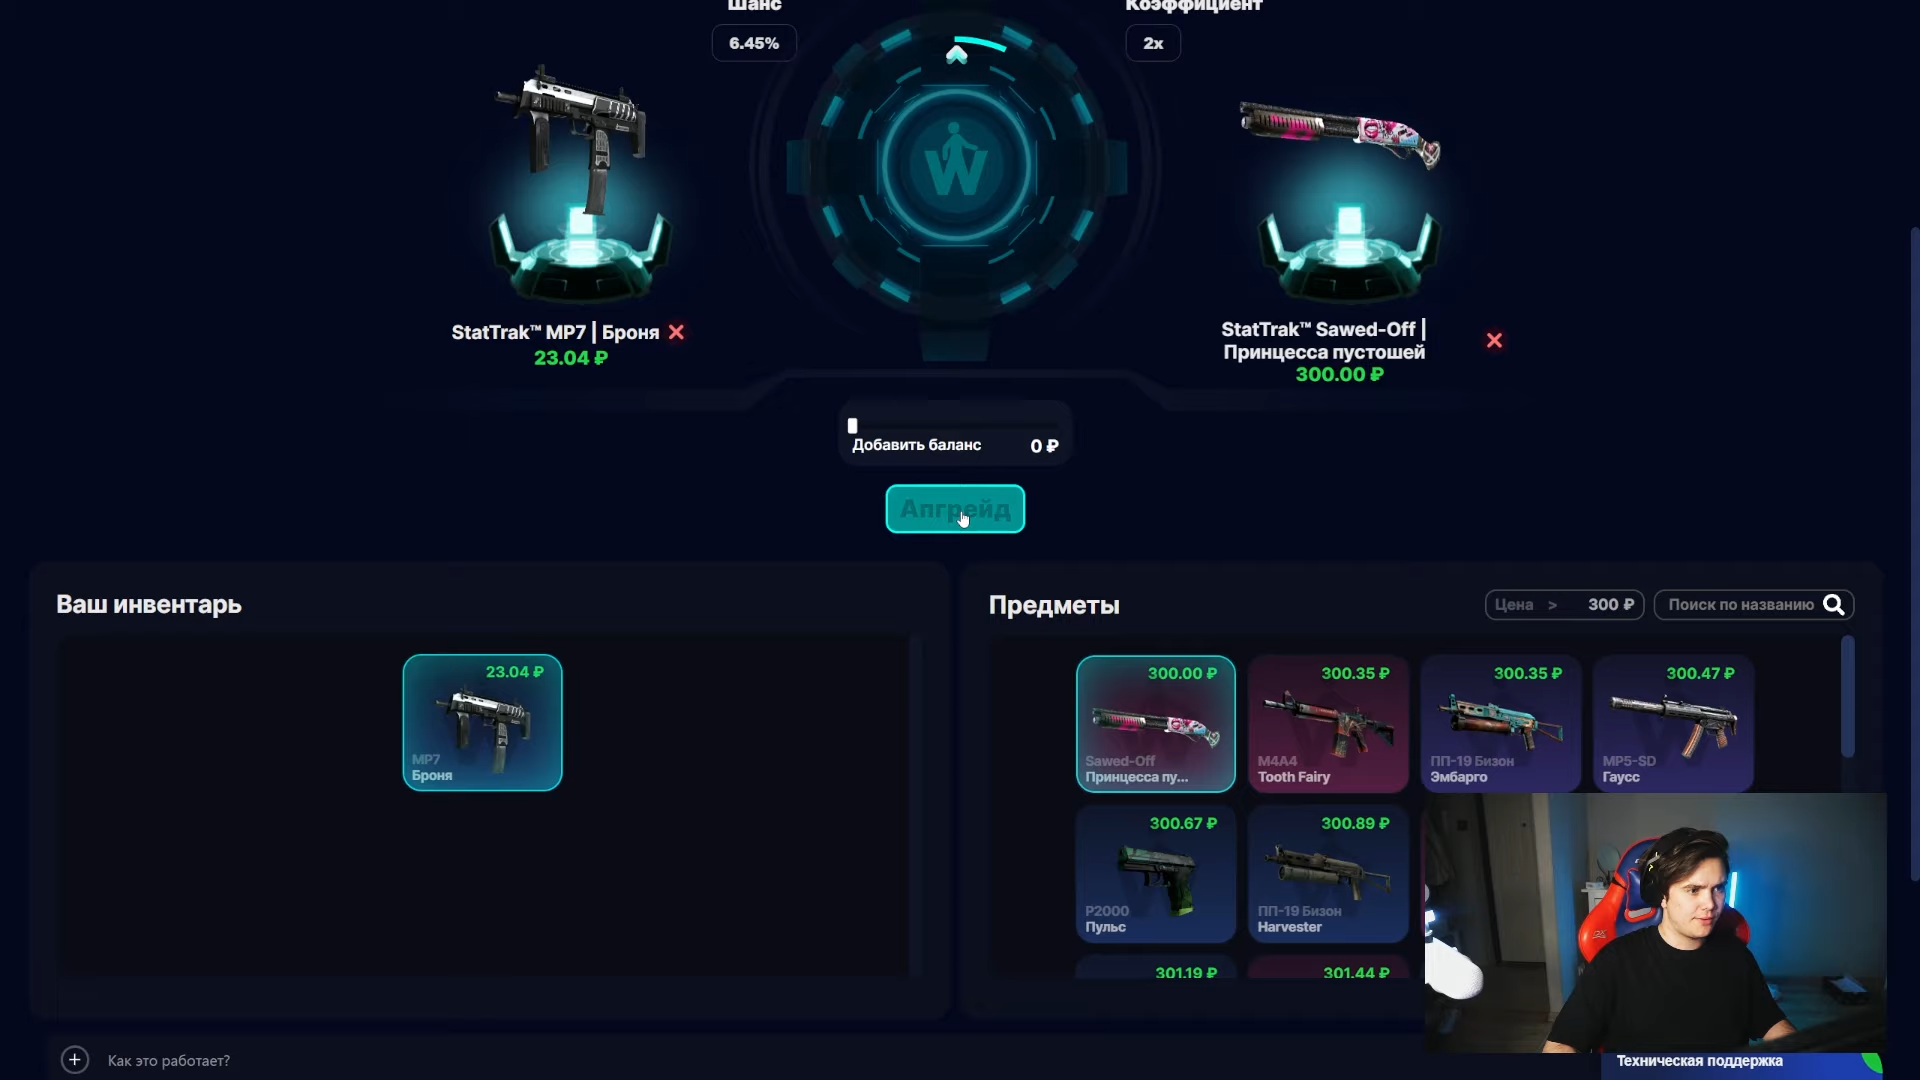 Шанс
Коэффициент
6.45%
2x
W
StatTrak™ MP7 | Броня
23.04 ₽
StatTrak™ Sawed-Off |
Принцесса пустошей
300.00 ₽
Добавить баланс
0 ₽
Апгрейд
Ваш инвентарь
23.04 ₽
MP7
Броня
Предметы
Цена >
300 ₽
Поиск по названию
300.00 ₽
Sawed-Off
Принцесса пу...
300.35 ₽
M4A4
Tooth Fairy
300.35 ₽
ПП-19 Бизон
Эмбарго
300.47 ₽
MP5-SD
Гаусс
300.67 ₽
P2000
Пульс
300.89 ₽
ПП-19 Бизон
Harvester
301.19 ₽
301.44 ₽
Как это работает?
Техническая поддержка